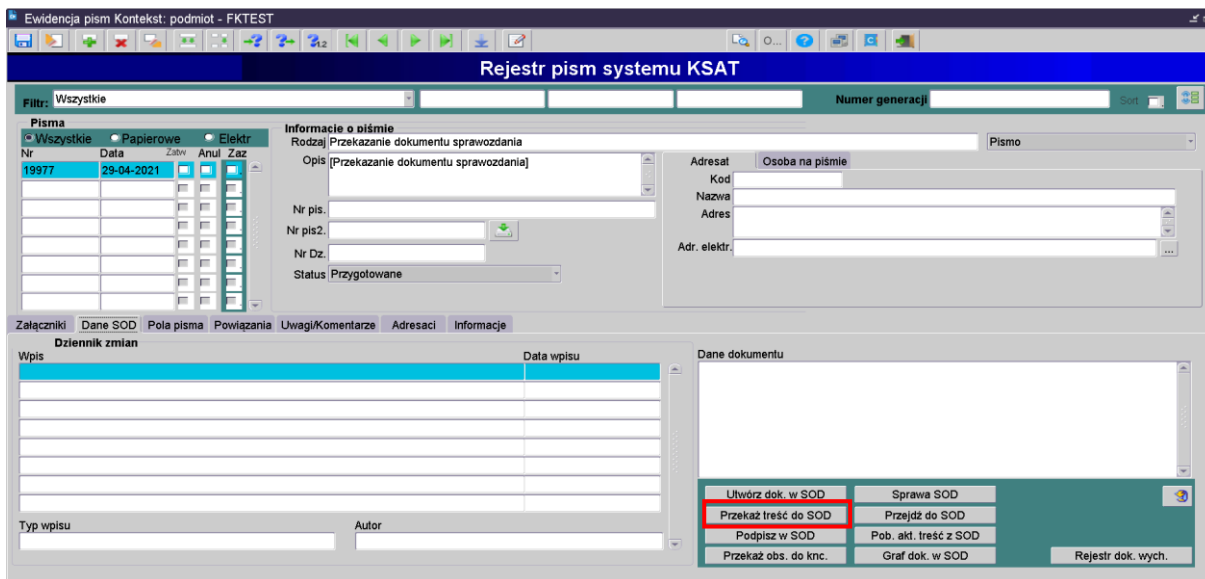 Ewidencja pism Kontekst: podmiot - FKTEST
O...
Rejestr pism systemu KSAT
Filtr: Wszystkie Numer generacji Sort
Pisma
Wszystkie Papierowe Elektr
Nr Data Zatw Anul Zaz
19977 29-04-2021
Informacje o piśmie
Rodzaj Przekazanie dokumentu sprawozdania Pismo
Opis [Przekazanie dokumentu sprawozdania]
Nr pis.
Nr pis2.
Nr Dz.
Status Przygotowane
Adresat Osoba na piśmie
Kod
Nazwa
Adres
Adr. elektr. ...
Załączniki Dane SOD Pola pisma Powiązania Uwagi/Komentarze Adresaci Informacje
Dziennik zmian
Wpis Data wpisu
Typ wpisu Autor
Dane dokumentu
Utwórz dok. w SOD Sprawa SOD
Przekaż treść do SOD Przejdź do SOD
Podpisz w SOD Pob. akt. treść z SOD
Przekaż obs. do knc. Graf dok. w SOD Rejestr dok. wych.